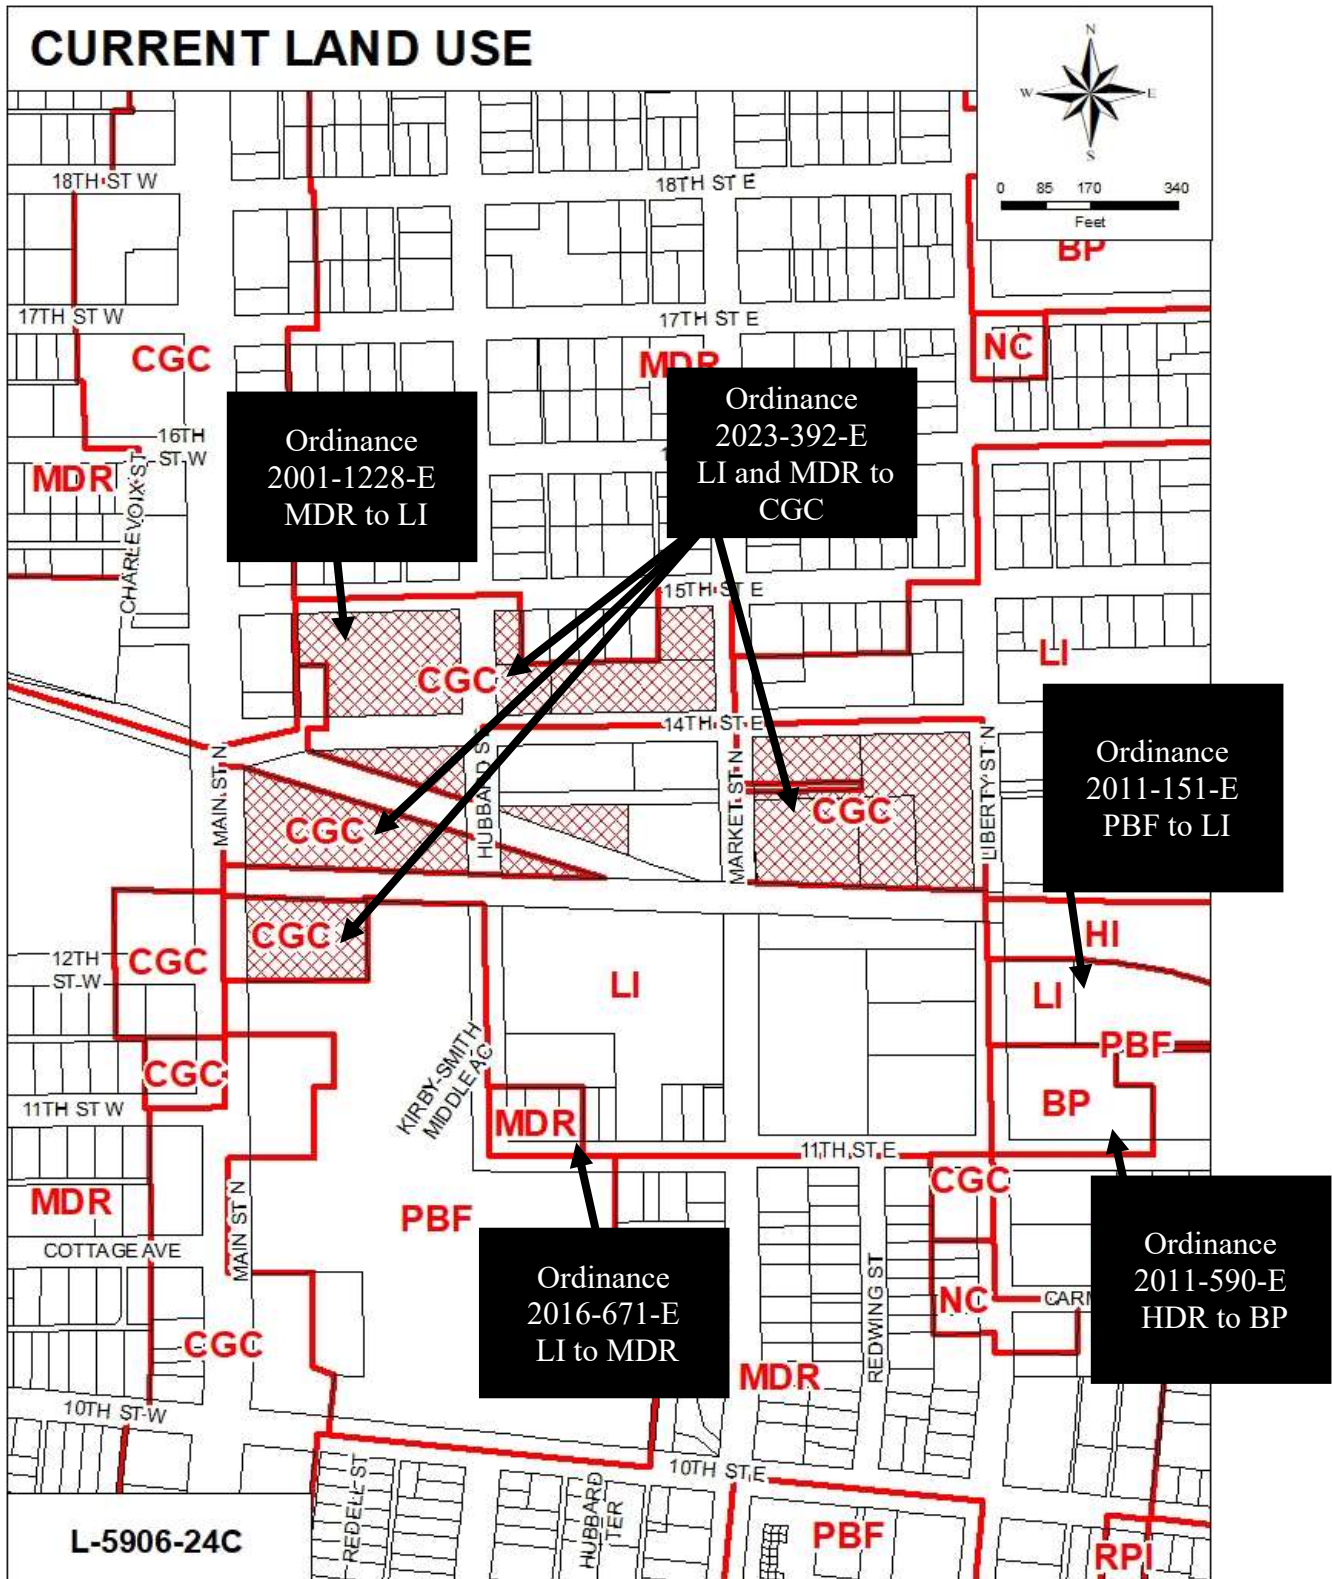 CURRENT LAND USE
N
W E
S
0 85 170 340
Feet
18TH ST W
18TH ST E
BP
17TH ST W
17TH ST E
CGC
MDR
NC
Ordinance
2023-392-E
LI and MDR to
CGC
Ordinance
2001-1228-E
MDR to LI
16TH
ST W
MDR
CHARLEVOIX ST
15TH ST E
LI
CGC
14TH ST E
Ordinance
2011-151-E
PBF to LI
MAIN ST N
HUBBARD ST
MARKET ST N
LIBERTY ST N
CGC
CGC
CGC
HI
12TH
ST W
CGC
LI
LI
PBF
CGC
KIRBY-SMITH
MIDDLE AC
BP
11TH ST W
MDR
11TH ST E
CGC
MDR
MAIN ST N
PBF
COTTAGE AVE
Ordinance
2016-671-E
LI to MDR
REDWING ST
NC
Ordinance
2011-590-E
HDR to BP
CGC
MDR
10TH ST W
10TH ST E
REDELL ST
HUBBARD
TER
PBF
RPI
L-5906-24C